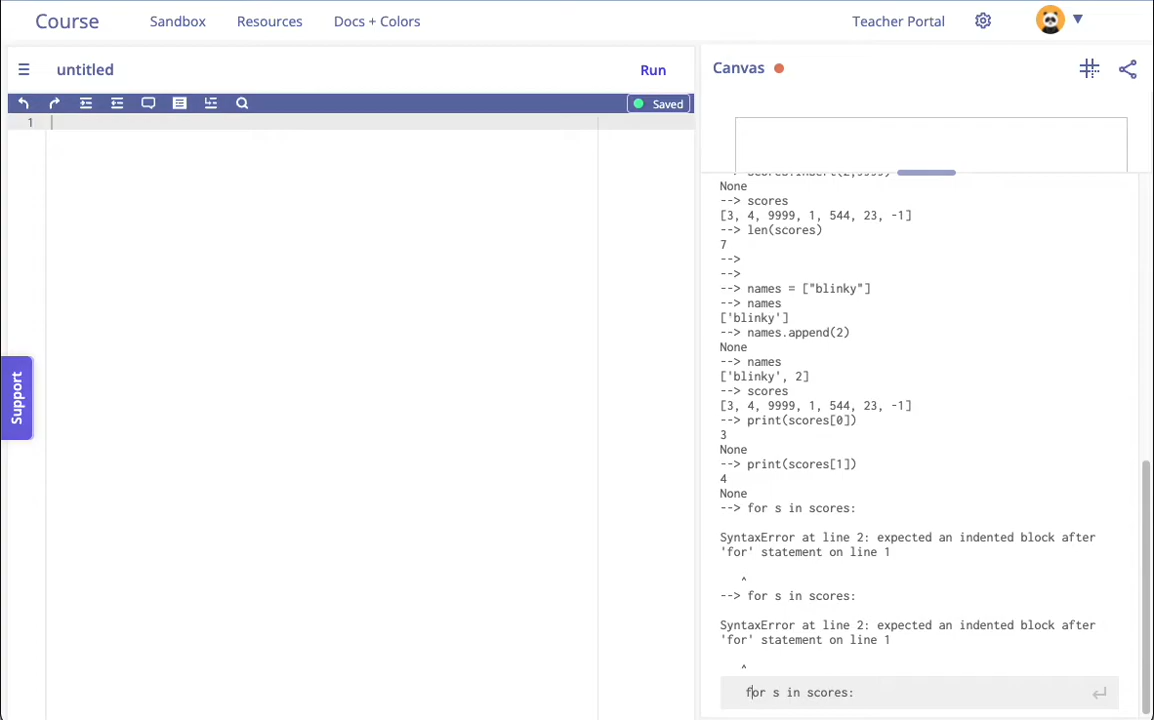 Course Sandbox Resources Docs + Colors Teacher Portal
untitled Run
Saved
1
Support
Canvas
None
--> scores
[3, 4, 9999, 1, 544, 23, -1]
--> len(scores)
7
-->
-->
--> names = ["blinky"]
--> names
['blinky']
--> names.append(2)
None
--> names
['blinky', 2]
--> scores
[3, 4, 9999, 1, 544, 23, -1]
--> print(scores[0])
3
None
--> print(scores[1])
4
None
--> for s in scores:
SyntaxError at line 2: expected an indented block after
'for' statement on line 1
^
--> for s in scores:
SyntaxError at line 2: expected an indented block after
'for' statement on line 1
^
for s in scores: